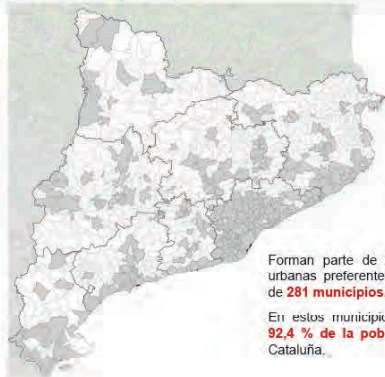 Forman parte de
urbanas preferente
de 281 municipios
En estos municipio
92,4 % de la pob
Cataluña.